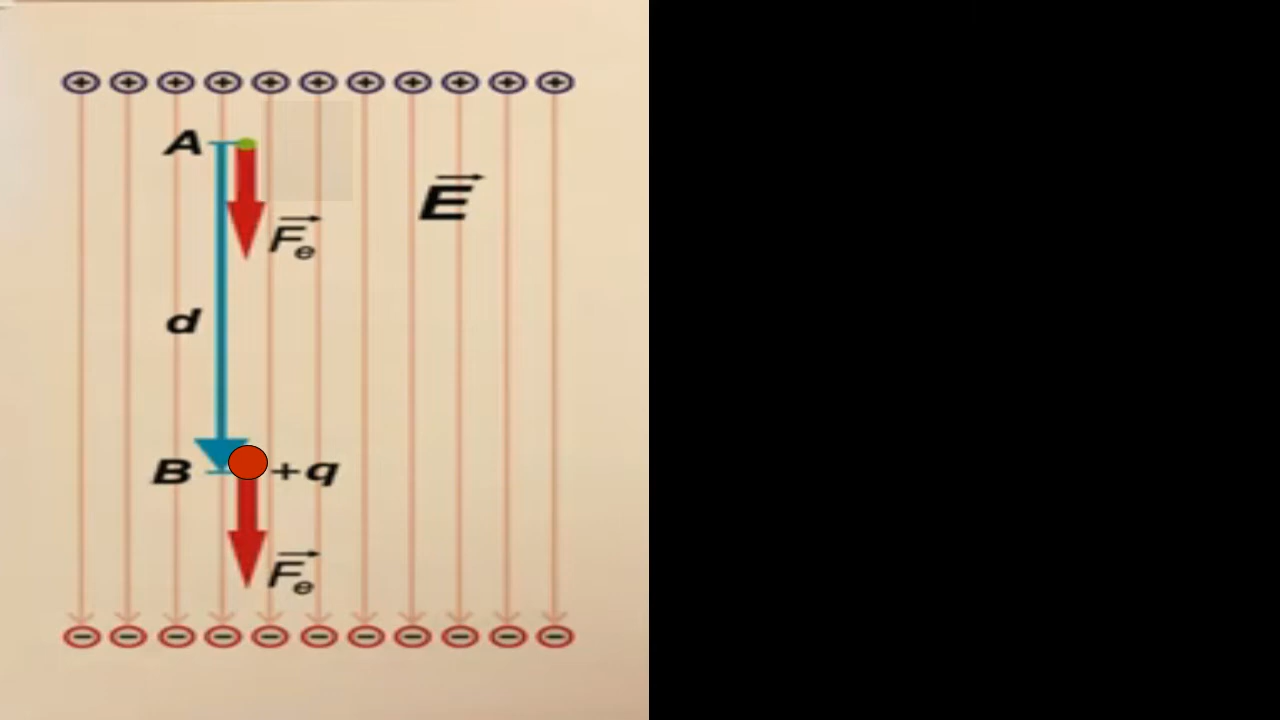 + + + + + + + + + + +
A
E
Fe
d
B +q
Fe
− − − − − − − − − − −